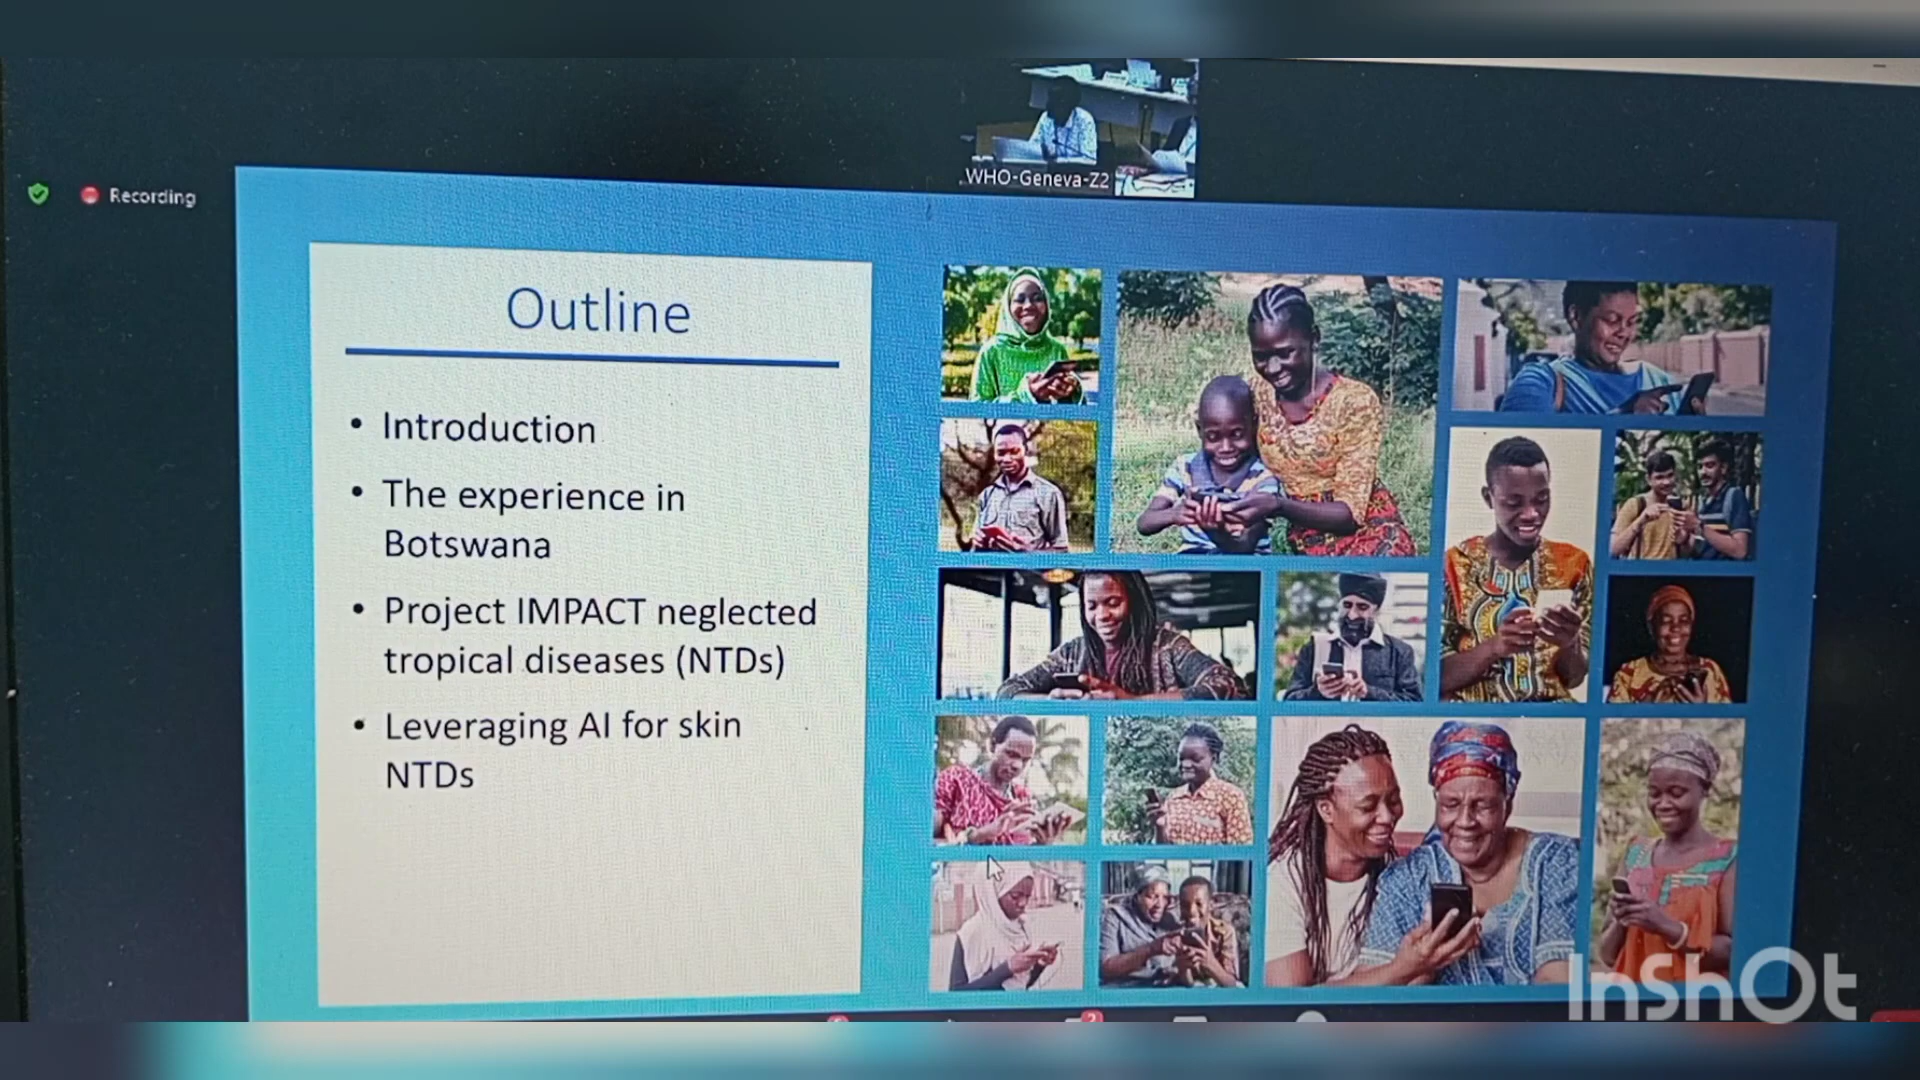 WHO-Geneva-Z2
Recording
Outline
• Introduction
• The experience in
Botswana
• Project IMPACT neglected
tropical diseases (NTDs)
• Leveraging AI for skin
NTDs
2
InShOt